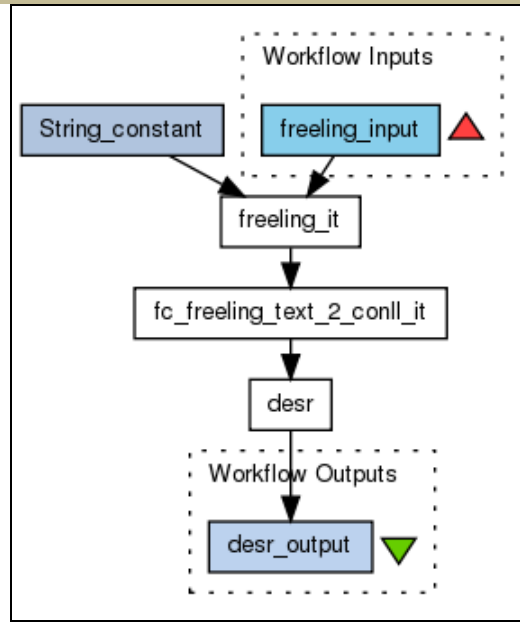 Workflow Inputs
String_constant
freeling_input
freeling_it
fc_freeling_text_2_conll_it
desr
Workflow Outputs
desr_output